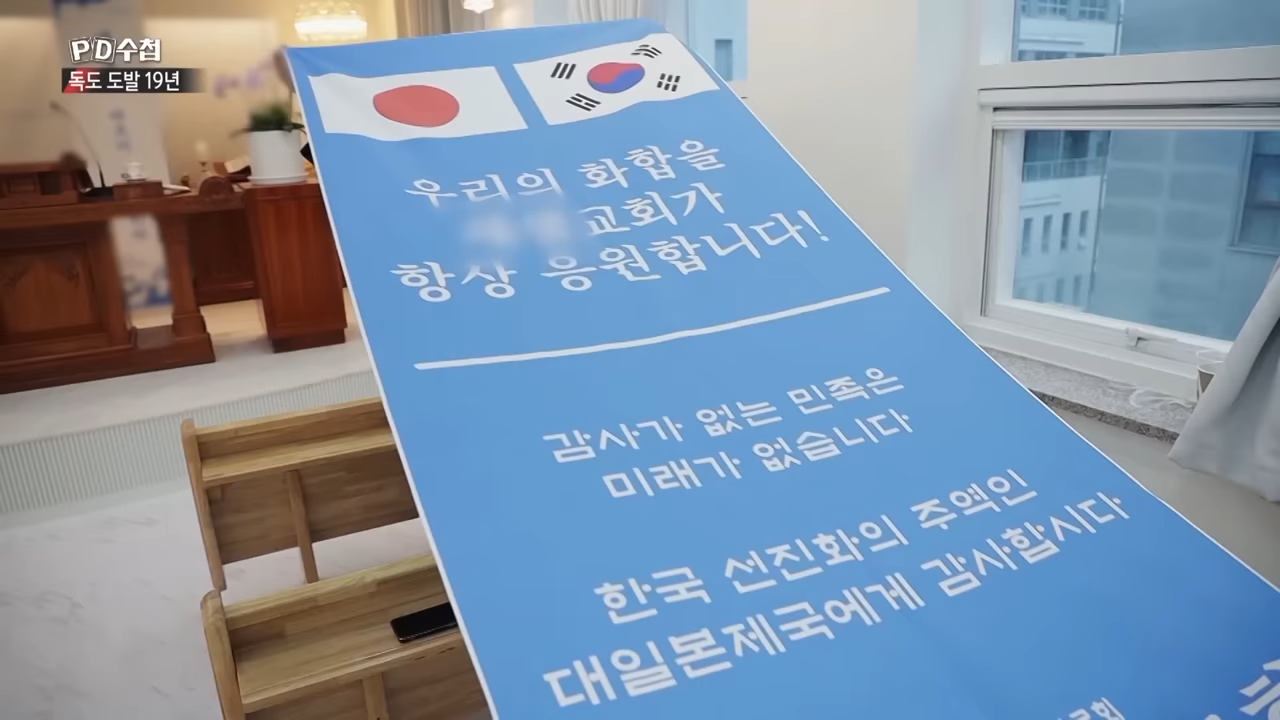 PD수첩
독도 도발 19년
우리의 화합을
교회가
항상 응원합니다!
감사가 없는 민족은
미래가 없습니다
한국 선진화의 주역인
대일본제국에게 감사합시다